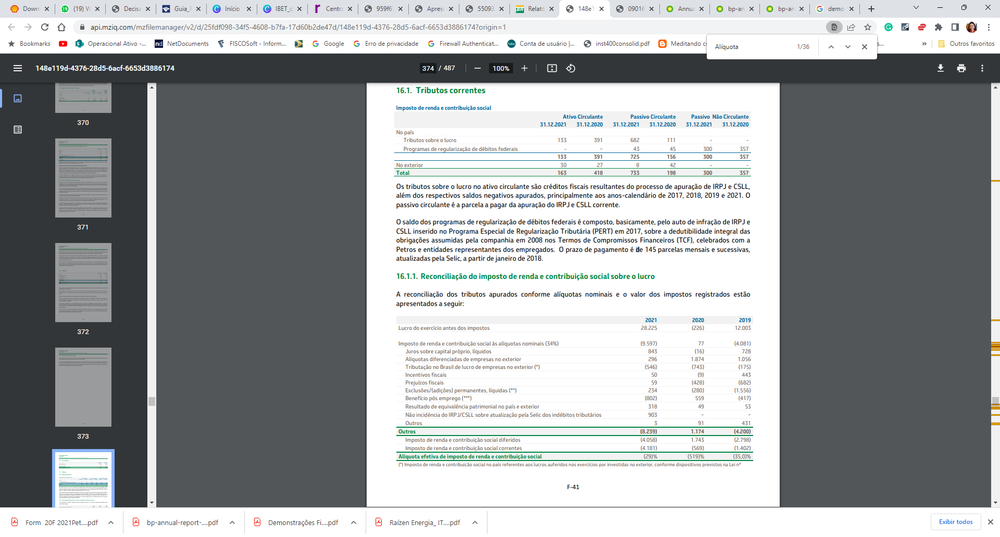 Downl
(19) W
Decisã
Guia_P
Início
IBET_d
Centra
959f6
Apres
55093
Relató
148e1
09016
Annua
bp-an
bp-an
demo
api.mziq.com/mzfilemanager/v2/d/25fdf098-34f5-4608-b7fa-17d60b2de47d/148e119d-4376-28d5-6acf-6653d3886174?origin=1
Bookmarks
Operacional Ativo -...
NetDocuments
FISCOSoft - Inform...
Google
Erro de privacidade
Firewall Authenticat...
Conta de usuário |...
inst400consolid.pdf
Meditando c
s...
»
Outros favoritos
Alíquota 1/36
148e119d-4376-28d5-6acf-6653d3886174
374 / 487
100%
370
371
372
373
16.1. Tributos correntes
Imposto de renda e contribuição social
Ativo Circulante Passivo Circulante Passivo Não Circulante
31.12.2021 31.12.2020 31.12.2021 31.12.2020 31.12.2021 31.12.2020
No país
Tributos sobre o lucro 133 391 682 111 - -
Programas de regularização de débitos federais - - 43 45 300 357
133 391 725 156 300 357
No exterior 30 27 8 42 - -
Total 163 418 733 198 300 357
Os tributos sobre o lucro no ativo circulante são créditos fiscais resultantes do processo de apuração de IRPJ e CSLL,
além dos respectivos saldos negativos apurados, principalmente aos anos-calendário de 2017, 2018, 2019 e 2021. O
passivo circulante é a parcela a pagar da apuração do IRPJ e CSLL corrente.
O saldo dos programas de regularização de débitos federais é composto, basicamente, pelo auto de infração de IRPJ e
CSLL inserido no Programa Especial de Regularização Tributária (PERT) em 2017, sobre a dedutibilidade integral das
obrigações assumidas pela companhia em 2008 nos Termos de Compromissos Financeiros (TCF), celebrados com a
Petros e entidades representantes dos empregados. O prazo de pagamento é de 145 parcelas mensais e sucessivas,
atualizadas pela Selic, a partir de janeiro de 2018.
16.1.1. Reconciliação do imposto de renda e contribuição social sobre o lucro
A reconciliação dos tributos apurados conforme alíquotas nominais e o valor dos impostos registrados estão
apresentados a seguir:
2021 2020 2019
Lucro do exercício antes dos impostos 28.225 (226) 12.003
Imposto de renda e contribuição social às alíquotas nominais (34%) (9.597) 77 (4.081)
Juros sobre capital próprio, líquidos 843 (16) 728
Alíquotas diferenciadas de empresas no exterior 296 1.874 1.056
Tributação no Brasil de lucro de empresas no exterior (*) (546) (743) (175)
Incentivos fiscais 50 (9) 443
Prejuízos fiscais 59 (428) (682)
Exclusões/(adições) permanentes, líquidas (**) 234 (280) (1.556)
Benefício pós emprego (***) (802) 559 (417)
Resultado de equivalência patrimonial no país e exterior 318 49 53
Não incidência do IRPJ/CSLL sobre atualização pela Selic dos indébitos tributários 903 - -
Outros 3 91 431
Outros (8.239) 1.174 (4.200)
Imposto de renda e contribuição social diferidos (4.058) 1.743 (2.798)
Imposto de renda e contribuição social correntes (4.181) (569) (1.402)
Alíquota efetiva de imposto de renda e contribuição social (29)% (519)% (35,0)%
(*) Imposto de renda e contribuição social no país referentes aos lucros auferidos nos exercícios por investidas no exterior, conforme dispositivos previstos na Lei nº
F-41
Form 20F 2021Pet....pdf
bp-annual-report-....pdf
Demonstrações Fi....pdf
Raízen Energia_ IT....pdf
Exibir todos